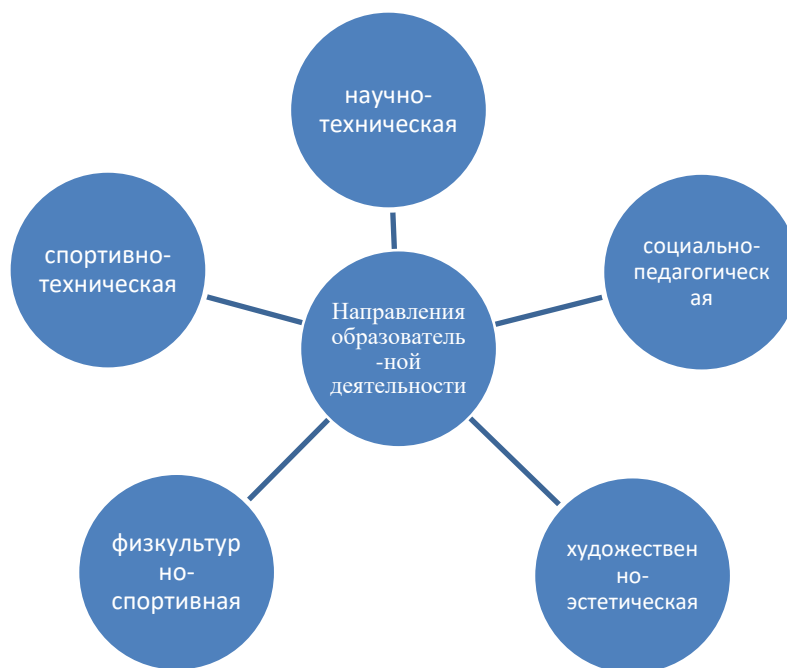 научно-
техническая
спортивно-
техническая
социально-
педагогическ
ая
Направления
образователь
-ной
деятельности
физкультур
но-
спортивная
художествен
но-
эстетическая